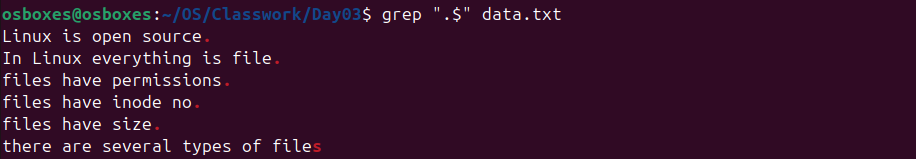 osboxes@osboxes:~/OS/Classwork/Day03$ grep ".$" data.txt
Linux is open source.
In Linux everything is file.
files have permissions.
files have inode no.
files have size.
there are several types of files